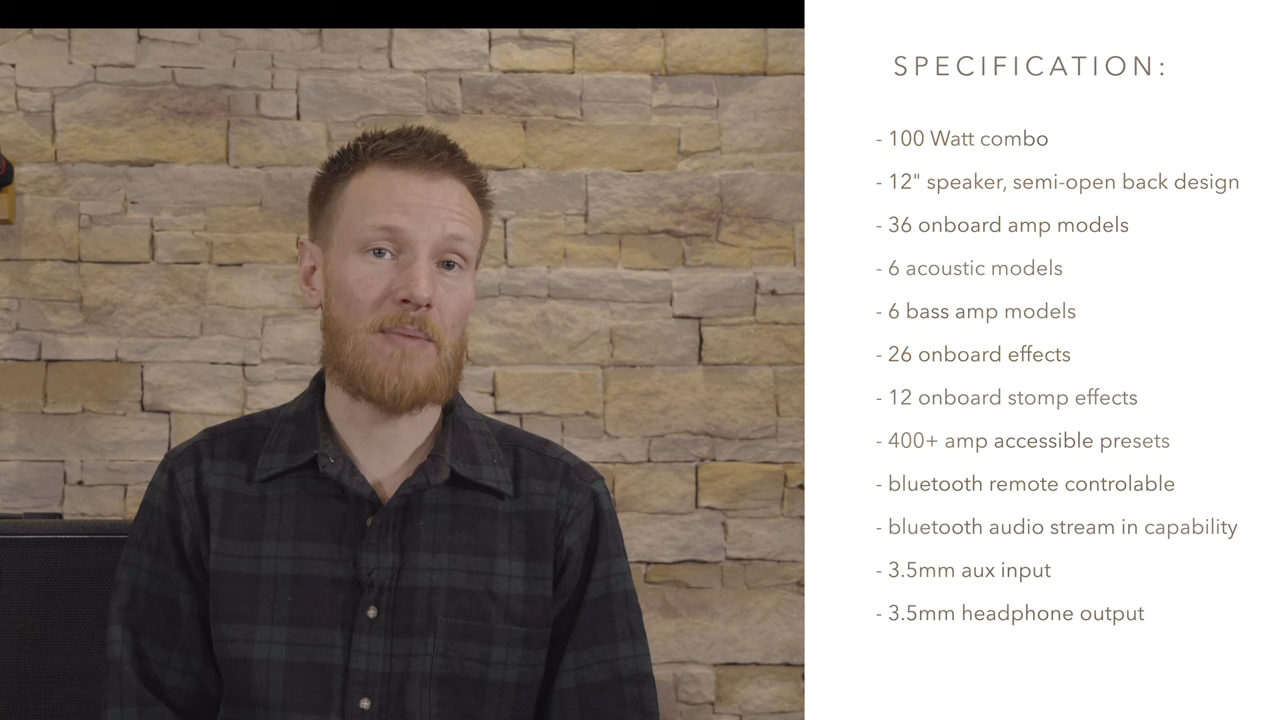 SPECIFICATION:
- 100 Watt combo
- 12" speaker, semi-open back design
- 36 onboard amp models
- 6 acoustic models
- 6 bass amp models
- 26 onboard effects
- 12 onboard stomp effects
- 400+ amp accessible presets
- bluetooth remote controlable
- bluetooth audio stream in capability
- 3.5mm aux input
- 3.5mm headphone output